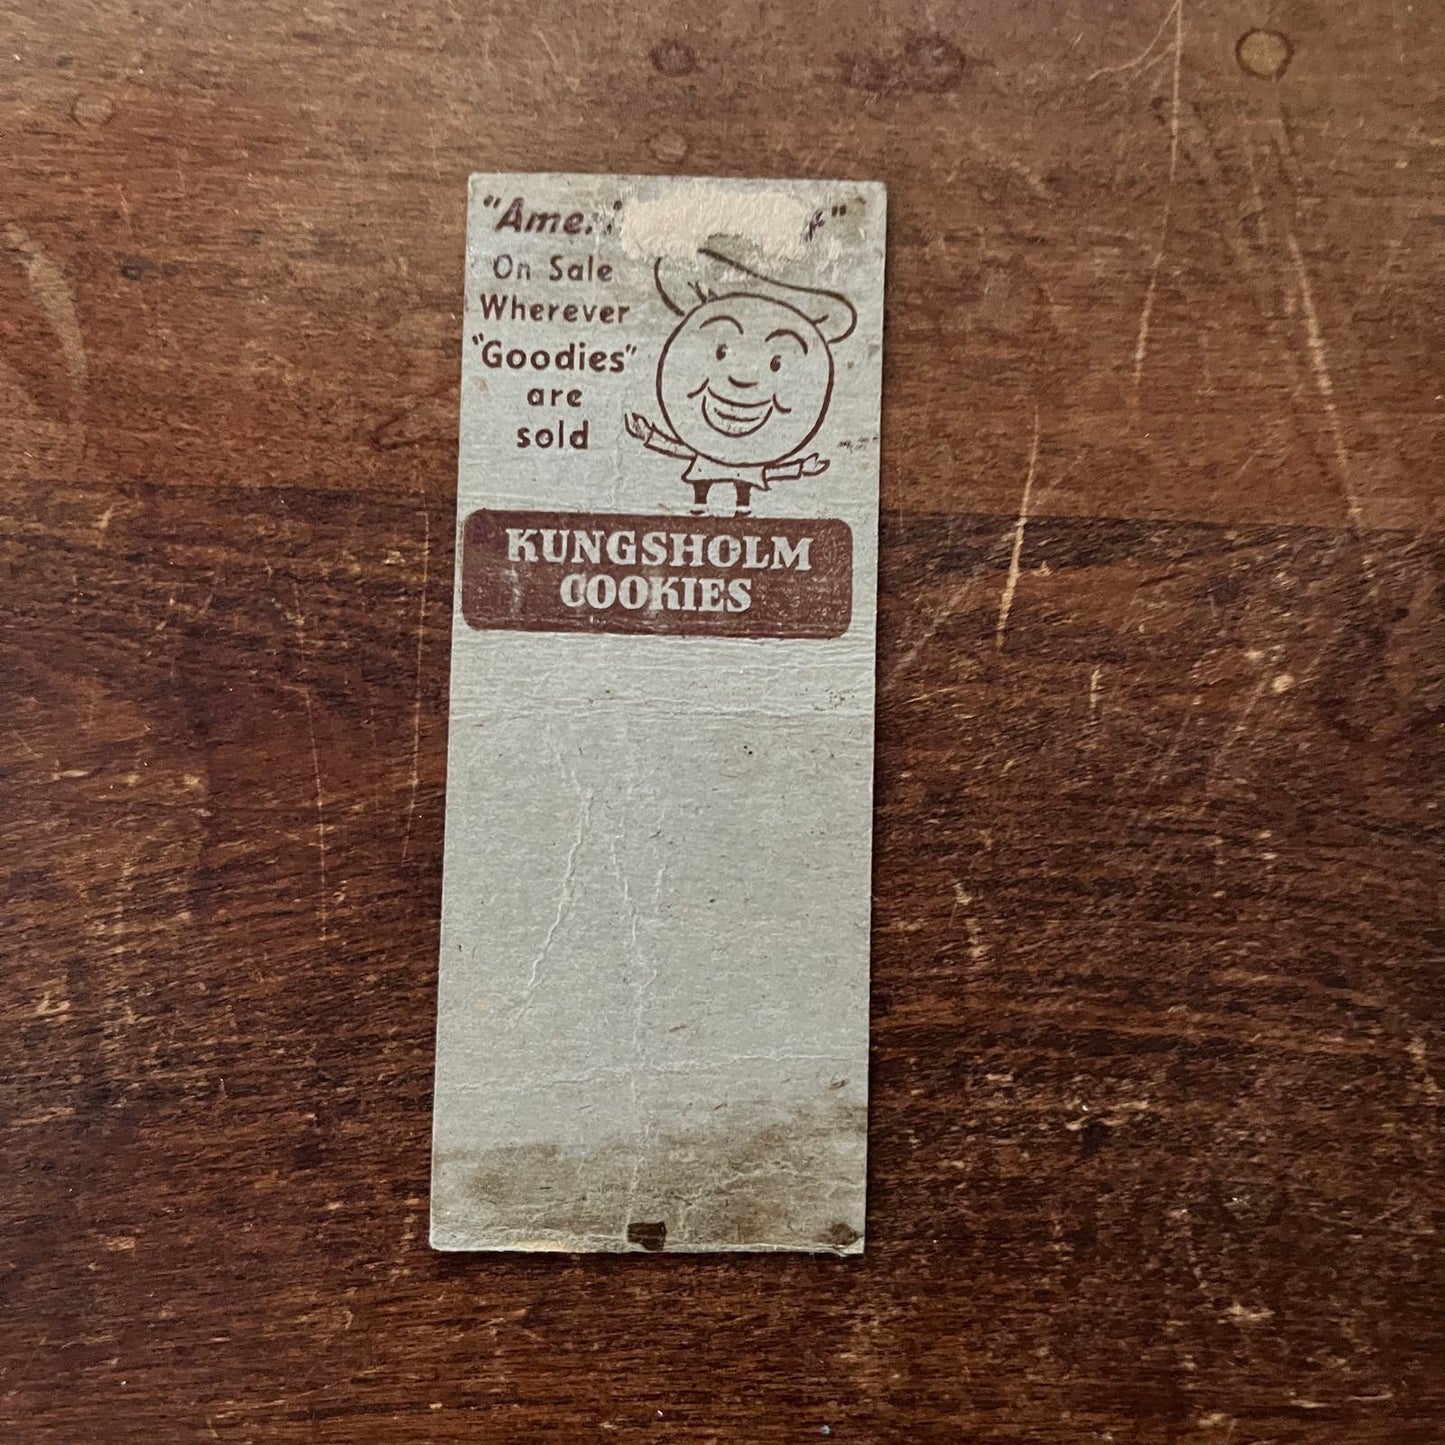 On Sale
Wherever
"Goodies"
are
sold
KUNGSHOLM
COOKIES